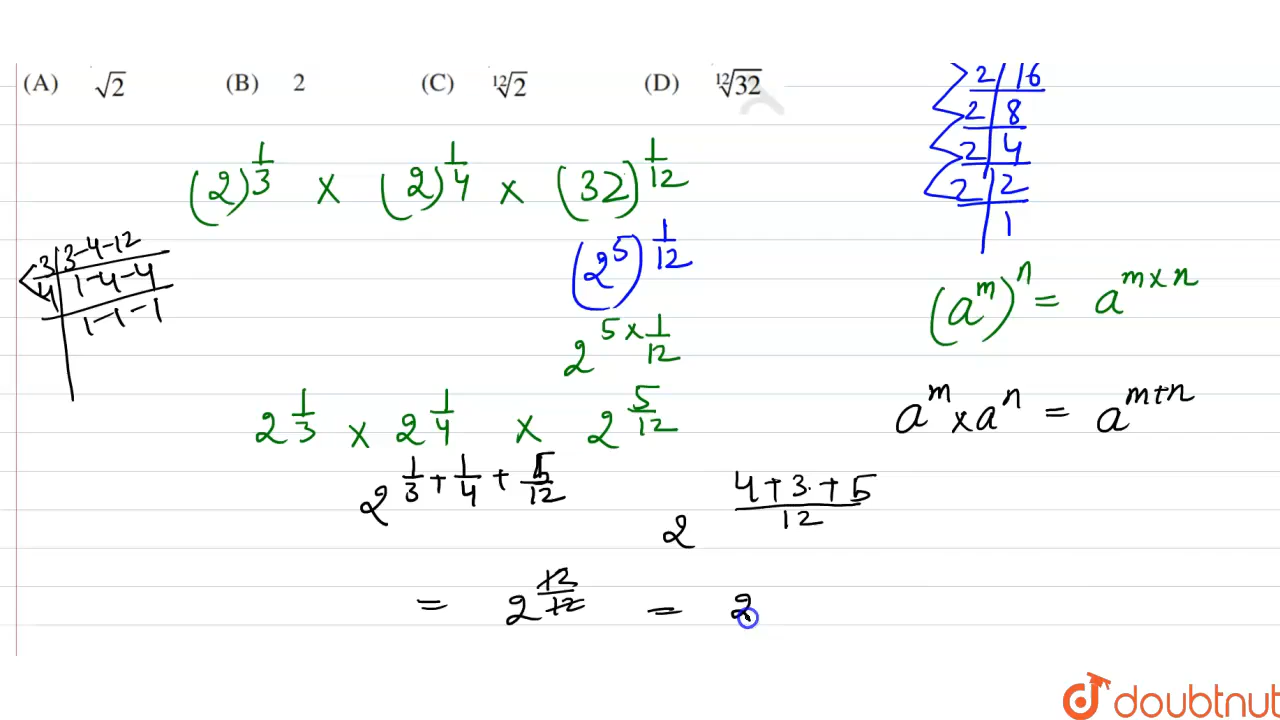 (A) √2 (B) 2 (C) ¹²√2 (D) ¹²√32
2 | 16
2 | 8
2 | 4
2 | 2
| 1
(2)^{1/3} × (2)^{1/4} × (32)^{1/12}
3 | 3-4-12
4 | 1-4-4
| 1-1-1
(2^5)^{1/12}
2^{5×1/12}
(a^m)^n = a^{m×n}
2^{1/3} × 2^{1/4} × 2^{5/12}
a^m × a^n = a^{m+n}
2^{1/3+1/4+5/12} 2^{(4+3+5)/12}
= 2^{12/12} = 2
doubtnut